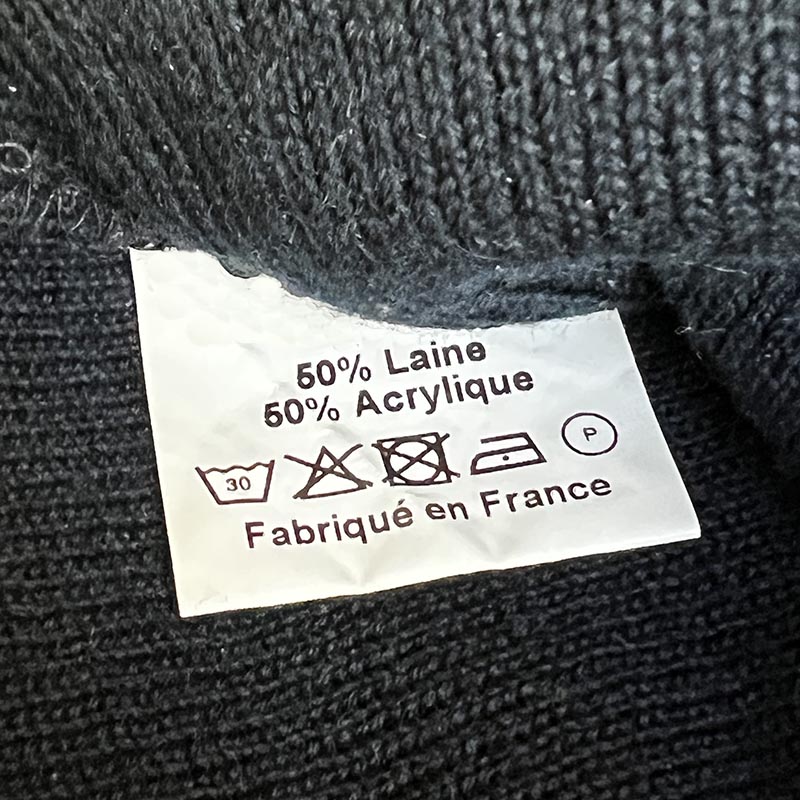 50% Laine
50% Acrylique
30 P
Fabriqué en France